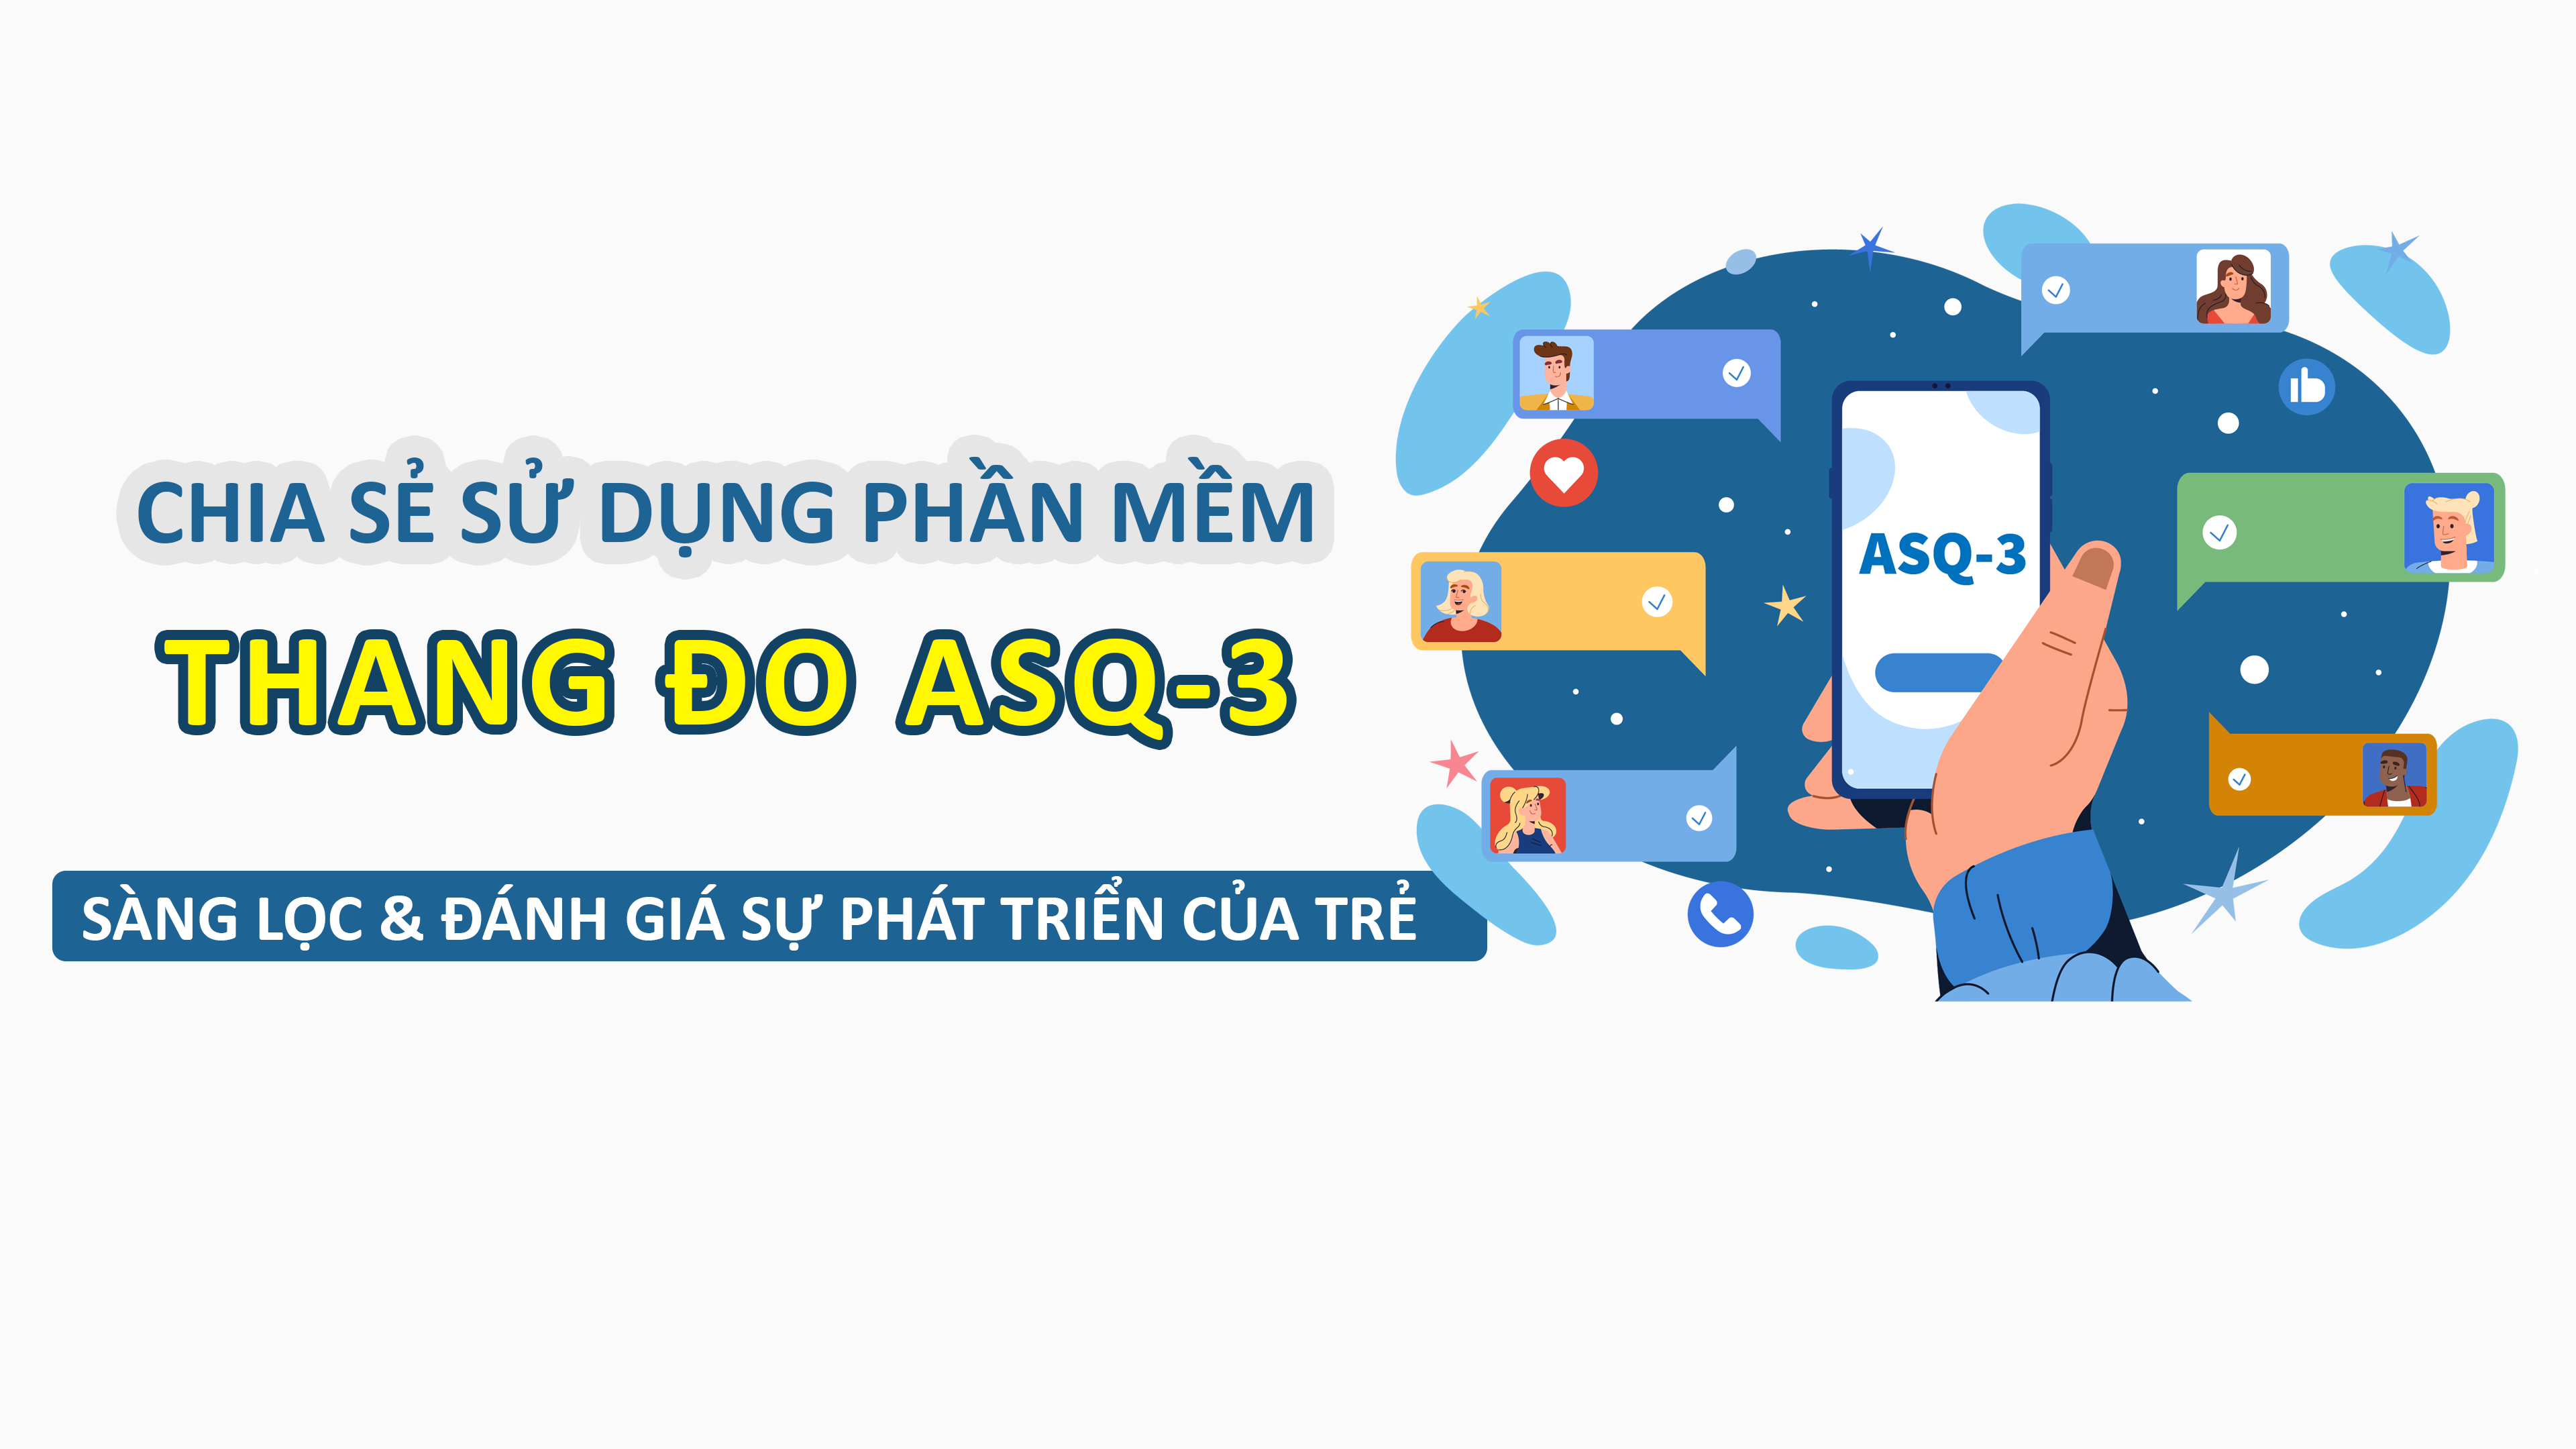 CHIA SẺ SỬ DỤNG PHẦN MỀM
THANG ĐO ASQ-3
SÀNG LỌC & ĐÁNH GIÁ SỰ PHÁT TRIỂN CỦA TRẺ
ASQ-3